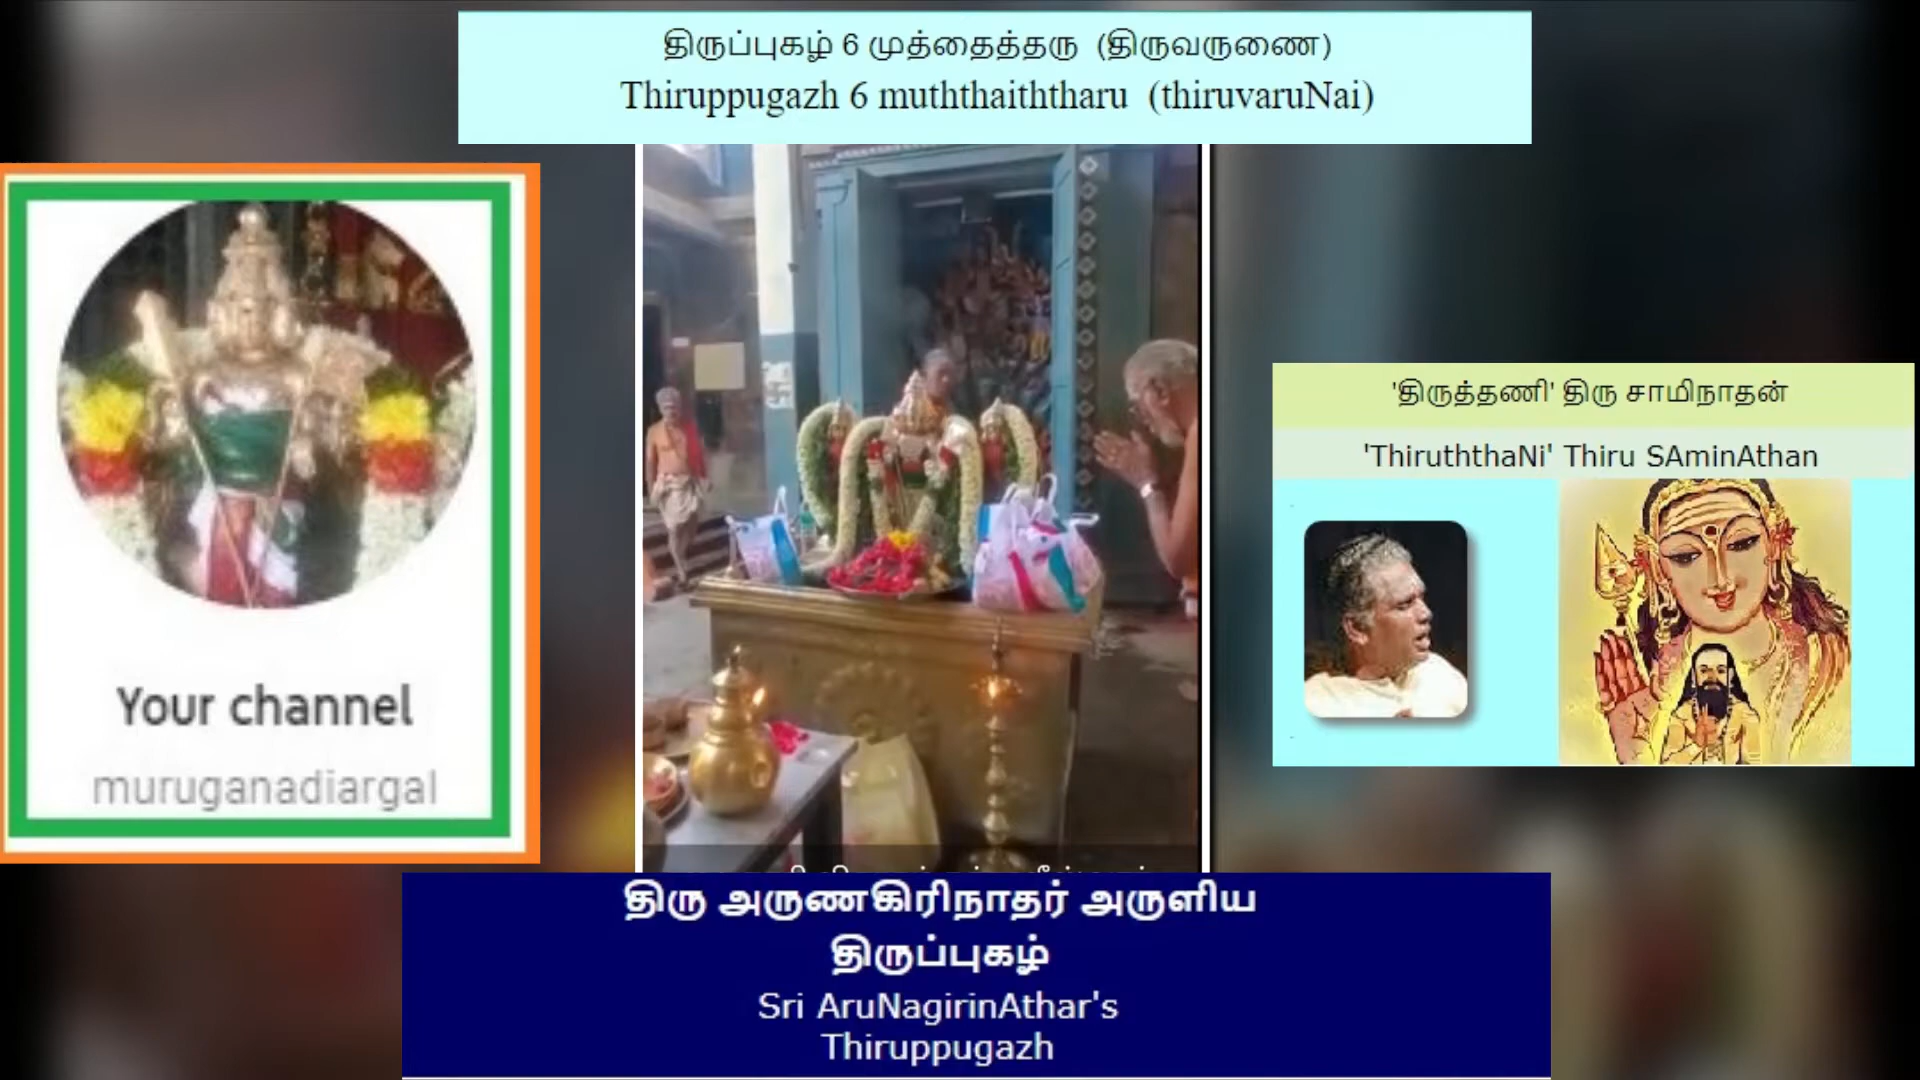 திருப்புகழ் 6 முத்தைத்தரு (திருவருணை)
Thiruppugazh 6 muththaiththaru (thiruvaruNai)
Your channel
muruganadiargal
'திருத்தணி' திரு சாமிநாதன்
'ThiruththaNi' Thiru SAminAthan
திரு அருணகிரிநாதர் அருளிய
திருப்புகழ்
Sri AruNagirinAthar's
Thiruppugazh